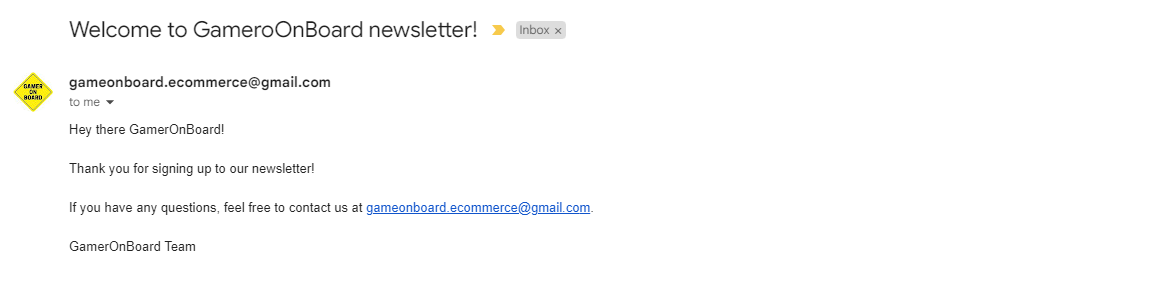 Welcome to GameroOnBoard newsletter!
Inbox ×
GAMER
ON
BOARD
gameonboard.ecommerce@gmail.com
to me
Hey there GamerOnBoard!
Thank you for signing up to our newsletter!
If you have any questions, feel free to contact us at gameonboard.ecommerce@gmail.com.
GamerOnBoard Team